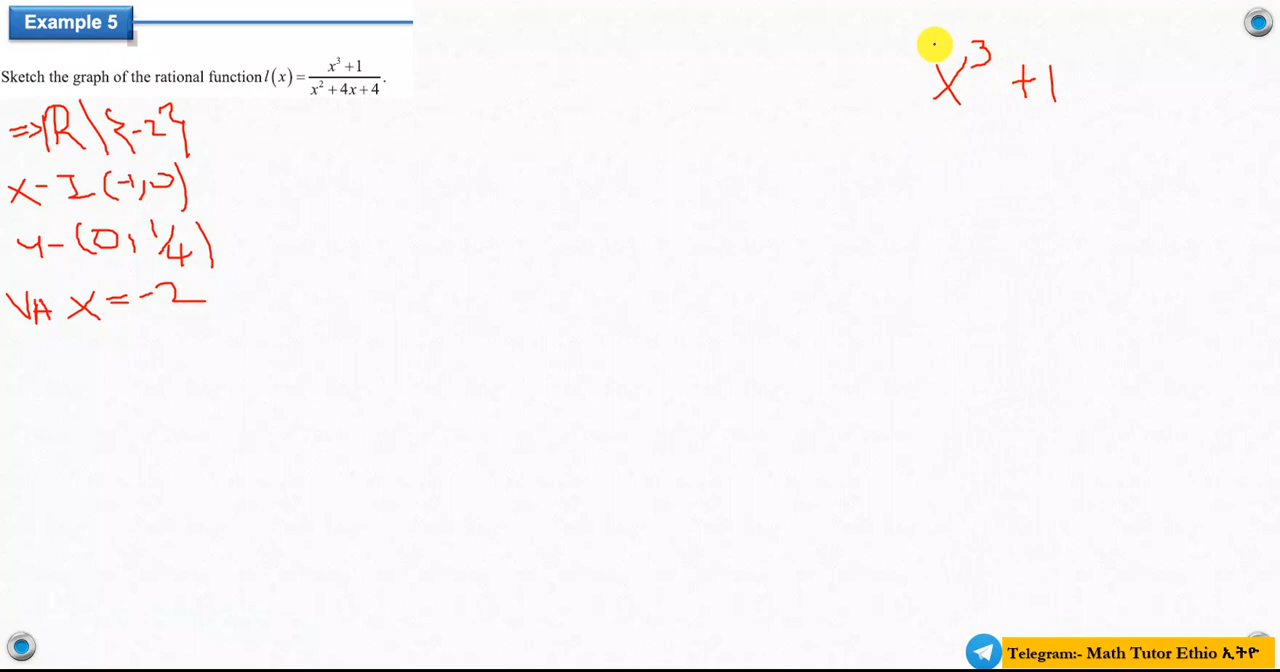 Example 5
Sketch the graph of the rational function l(x) = (x³ + 1)/(x² + 4x + 4).
x³ + 1
⇒ ℝ \ {-2}
x - I (-1, 0)
y - (0, 1/4)
VA x = -2
Telegram:- Math Tutor Ethio ኢትዮ